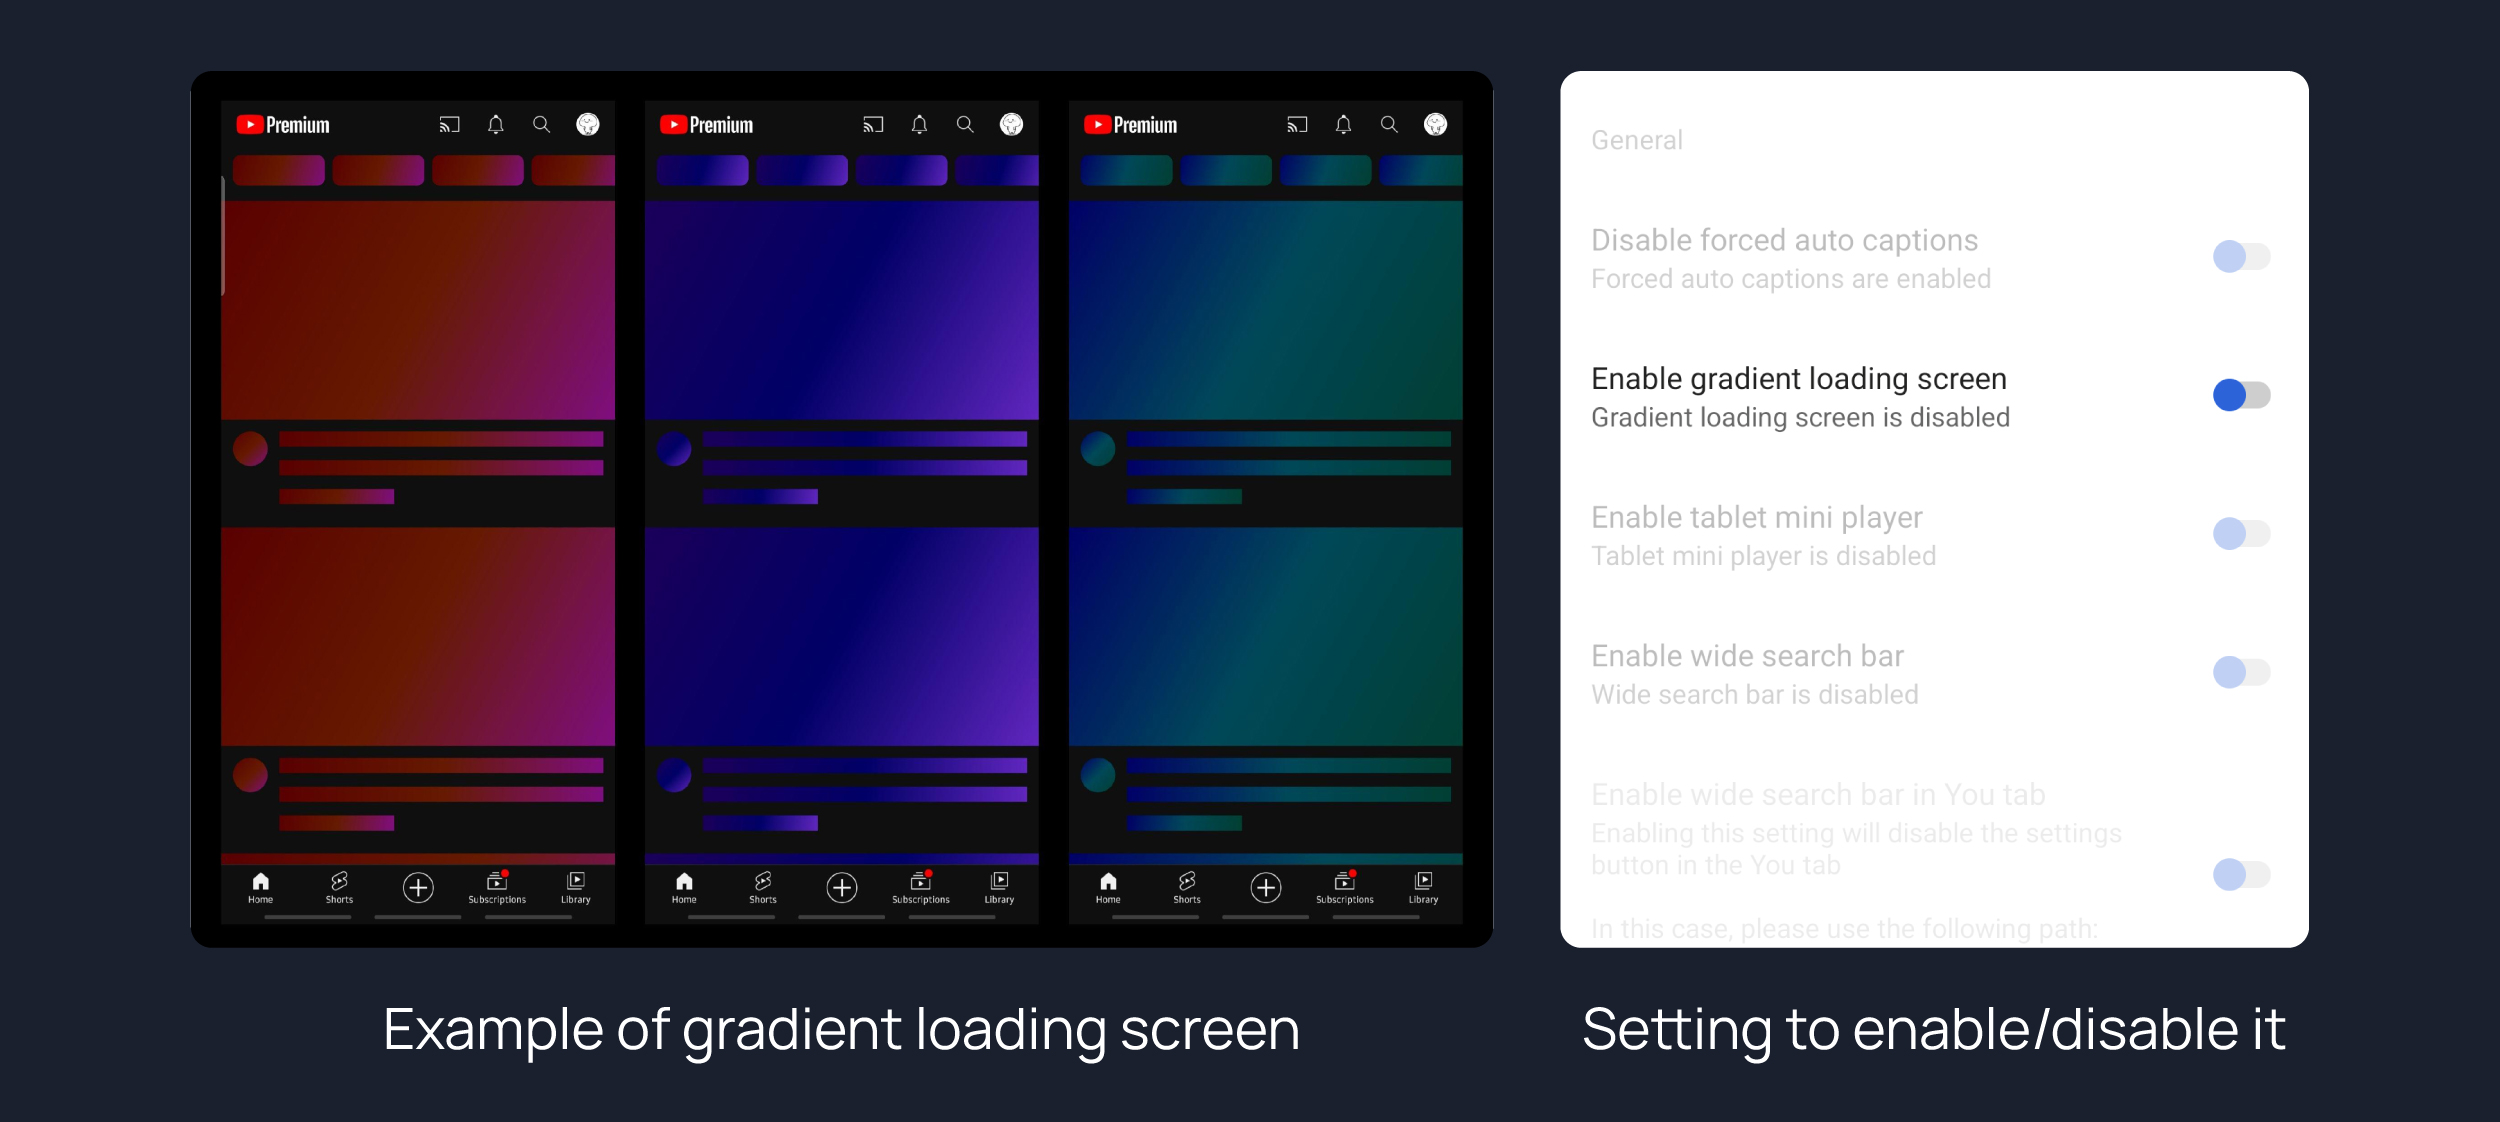 Premium
Home
Shorts
Subscriptions
Library
Premium
Home
Shorts
Subscriptions
Library
Premium
Home
Shorts
Subscriptions
Library
General
Disable forced auto captions
Forced auto captions are enabled
Enable gradient loading screen
Gradient loading screen is disabled
Enable tablet mini player
Tablet mini player is disabled
Enable wide search bar
Wide search bar is disabled
Enable wide search bar in You tab
Enabling this setting will disable the settings
button in the You tab
In this case, please use the following path:
Example of gradient loading screen
Setting to enable/disable it